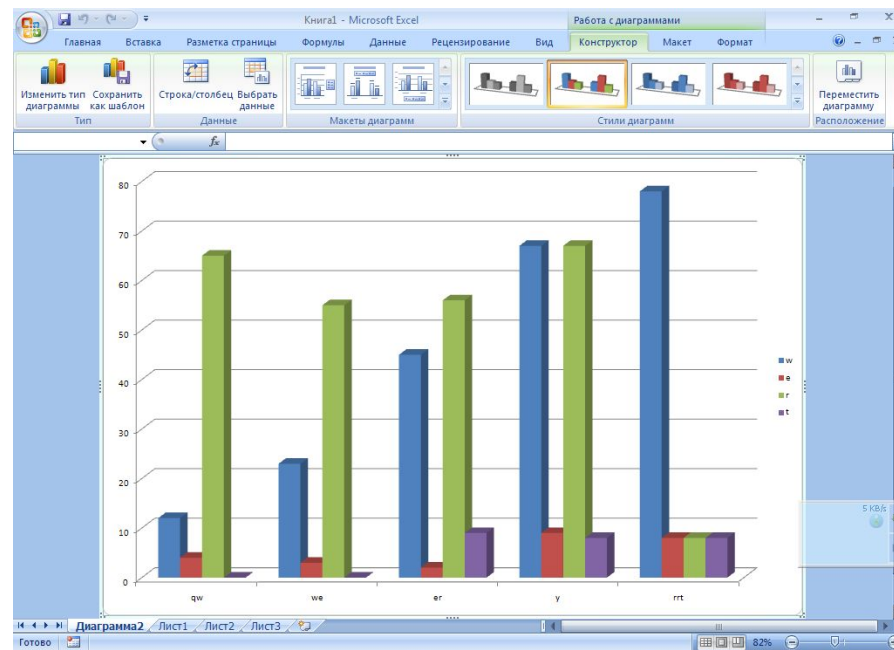 Книга1 - Microsoft Excel
Работа с диаграммами
Главная Вставка Разметка страницы Формулы Данные Рецензирование Вид Конструктор Макет Формат
Изменить тип диаграммы
Сохранить как шаблон
Тип
Строка/столбец
Выбрать данные
Данные
Макеты диаграмм
Стили диаграмм
Переместить диаграмму
Расположение
fx
80
70
60
50
40
30
20
10
0
qw we er y rrt
w
e
r
t
5 KB/s
Диаграмма2 Лист1 Лист2 Лист3
Готово
82%